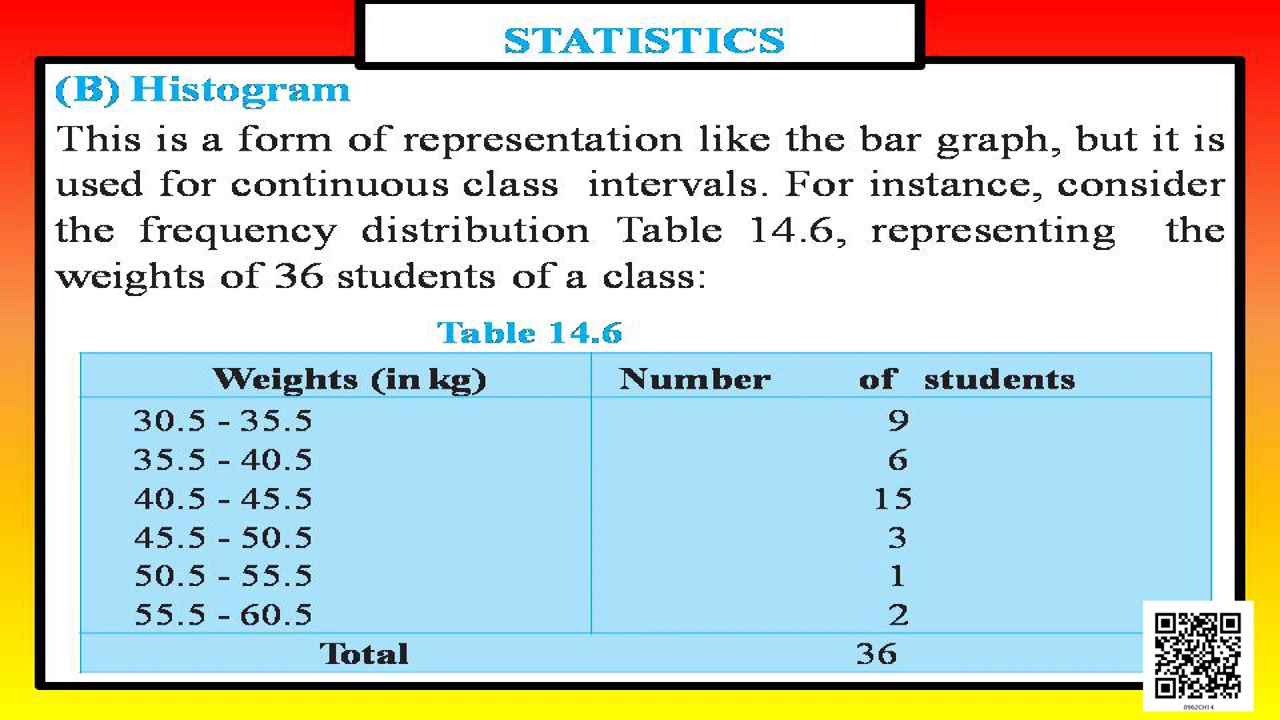 STATISTICS
(B) Histogram
This is a form of representation like the bar graph, but it is
used for continuous class intervals. For instance, consider
the frequency distribution Table 14.6, representing the
weights of 36 students of a class:
Table 14.6
Weights (in kg) Number of students
30.5 - 35.5 9
35.5 - 40.5 6
40.5 - 45.5 15
45.5 - 50.5 3
50.5 - 55.5 1
55.5 - 60.5 2
Total 36
0962CH14